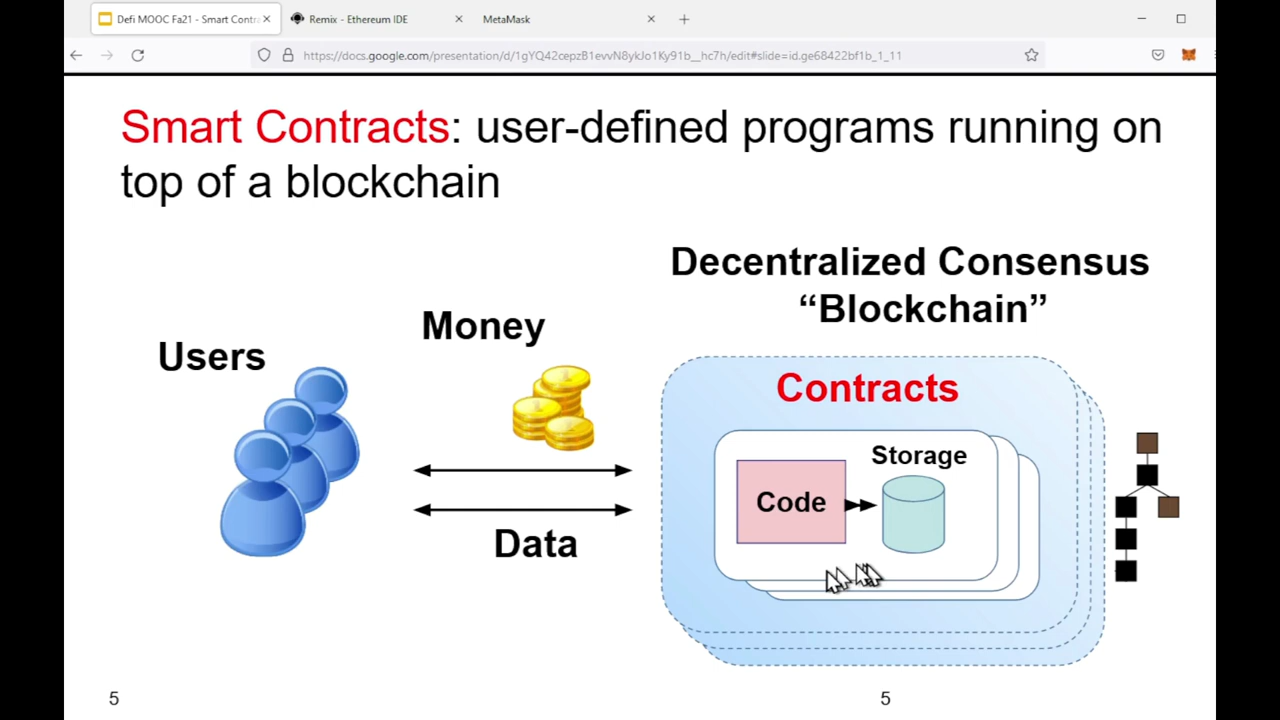 Defi MOOC Fa21 - Smart Contr
Remix - Ethereum IDE
MetaMask
https://docs.google.com/presentation/d/1gYQ42cepzB1evvN8ykJo1Ky91b__hc7h/edit#slide=id.ge68422bf1b_1_11
Smart Contracts: user-defined programs running on
top of a blockchain
Decentralized Consensus
“Blockchain”
Money
Users
Contracts
Storage
Code
Data
5
5